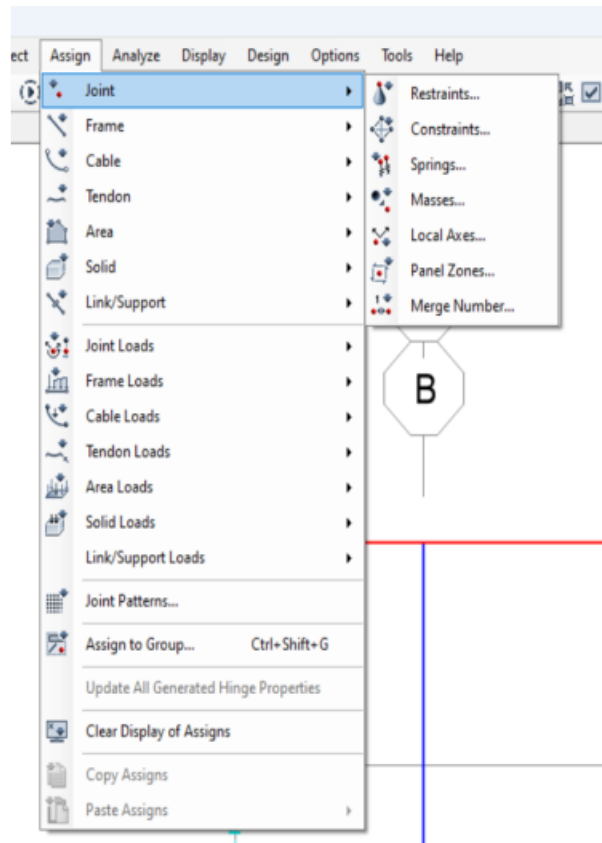 ect Assign Analyze Display Design Options Tools Help
Joint
Frame
Cable
Tendon
Area
Solid
Link/Support
Joint Loads
Frame Loads
Cable Loads
Tendon Loads
Area Loads
Solid Loads
Link/Support Loads
Joint Patterns...
Assign to Group... Ctrl+Shift+G
Update All Generated Hinge Properties
Clear Display of Assigns
Copy Assigns
Paste Assigns
Restraints...
Constraints...
Springs...
Masses...
Local Axes...
Panel Zones...
Merge Number...
B